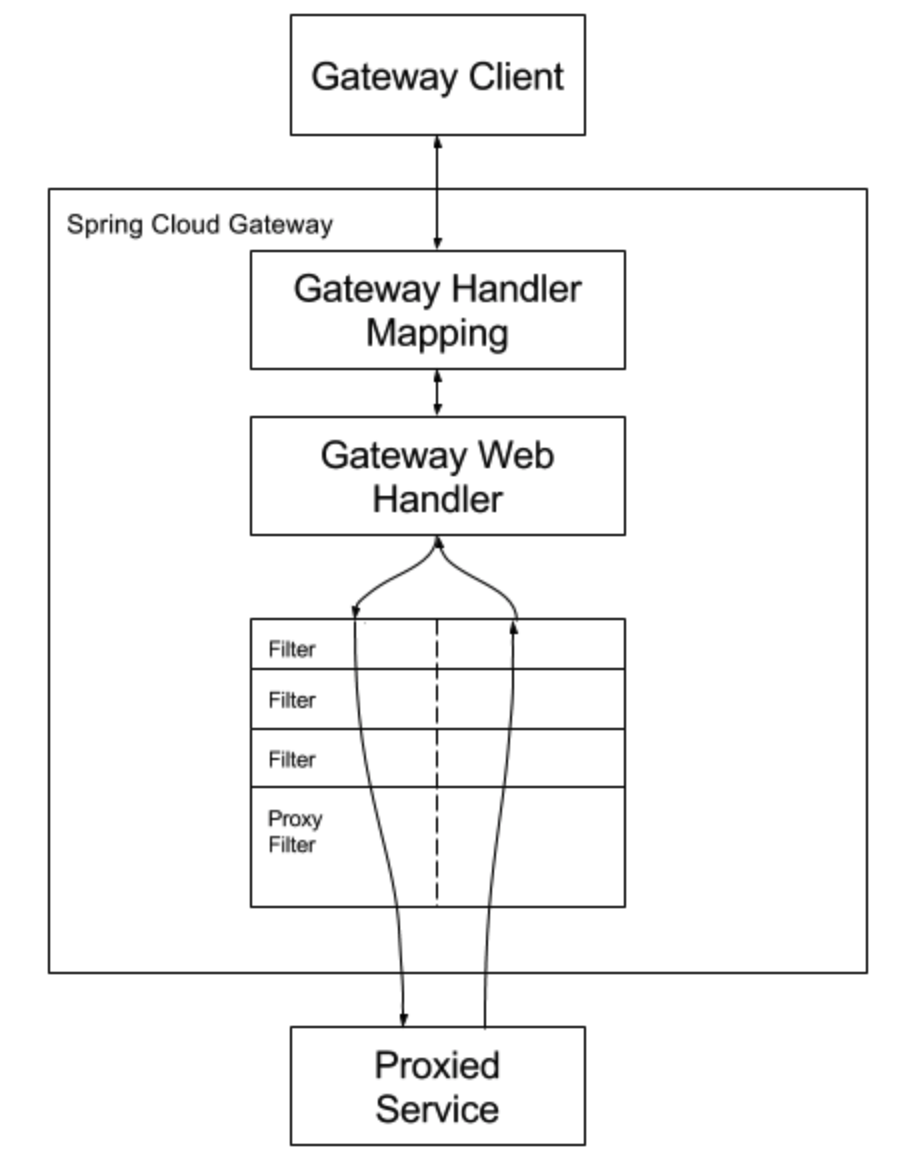 Gateway Client
Spring Cloud Gateway
Gateway Handler
Mapping
Gateway Web
Handler
Filter
Filter
Filter
Proxy
Filter
Proxied
Service